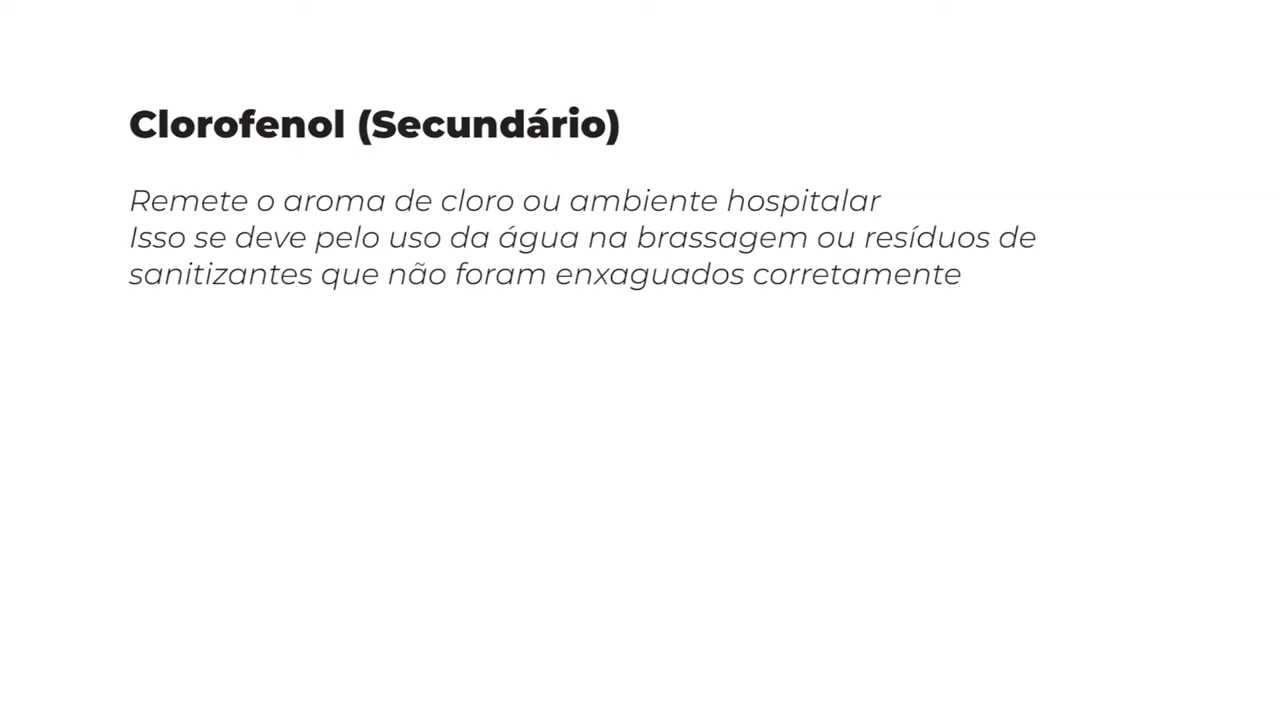 Clorofenol (Secundário)
Remete o aroma de cloro ou ambiente hospitalar
Isso se deve pelo uso da água na brassagem ou resíduos de
sanitizantes que não foram enxaguados corretamente